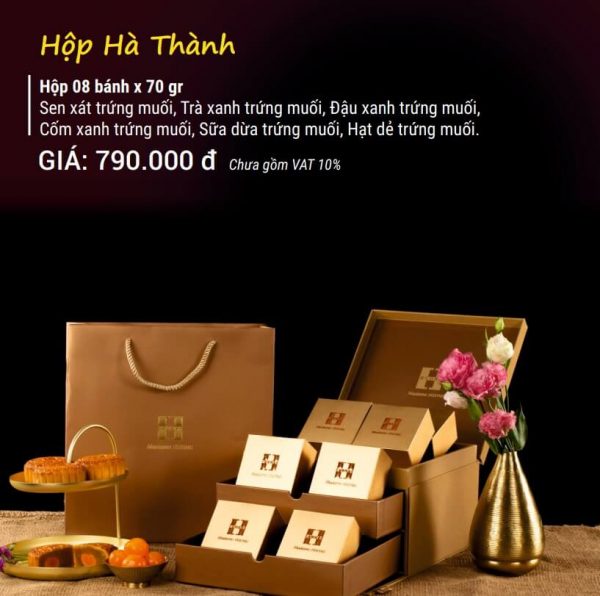 Hộp Hà Thành
Hộp 08 bánh x 70 gr
Sen xát trứng muối, Trà xanh trứng muối, Đậu xanh trứng muối,
Cốm xanh trứng muối, Sữa dừa trứng muối, Hạt dẻ trứng muối.
GIÁ: 790.000 đ Chưa gồm VAT 10%